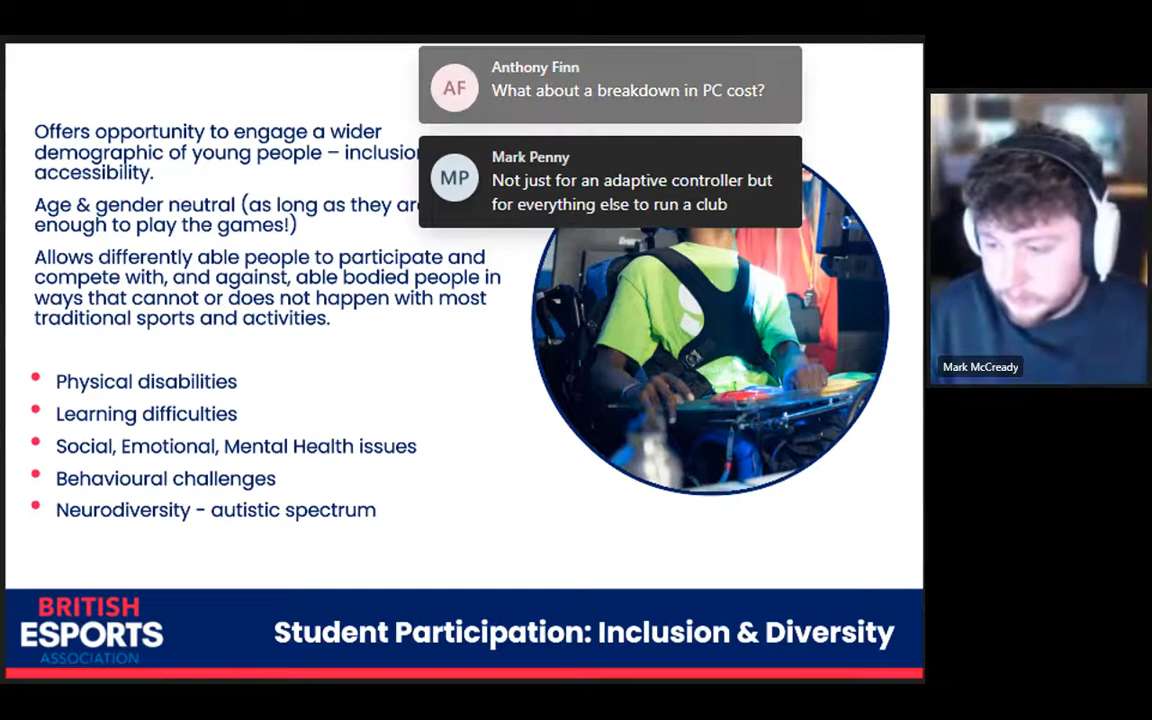 AF
Anthony Finn
What about a breakdown in PC cost?
MP
Mark Penny
Not just for an adaptive controller but
for everything else to run a club
Offers opportunity to engage a wider
demographic of young people – inclusion
accessibility.
Age & gender neutral (as long as they are
enough to play the games!)
Allows differently able people to participate and
compete with, and against, able bodied people in
ways that cannot or does not happen with most
traditional sports and activities.
• Physical disabilities
• Learning difficulties
• Social, Emotional, Mental Health issues
• Behavioural challenges
• Neurodiversity - autistic spectrum
Mark McCready
BRITISH
ESPORTS
ASSOCIATION
Student Participation: Inclusion & Diversity